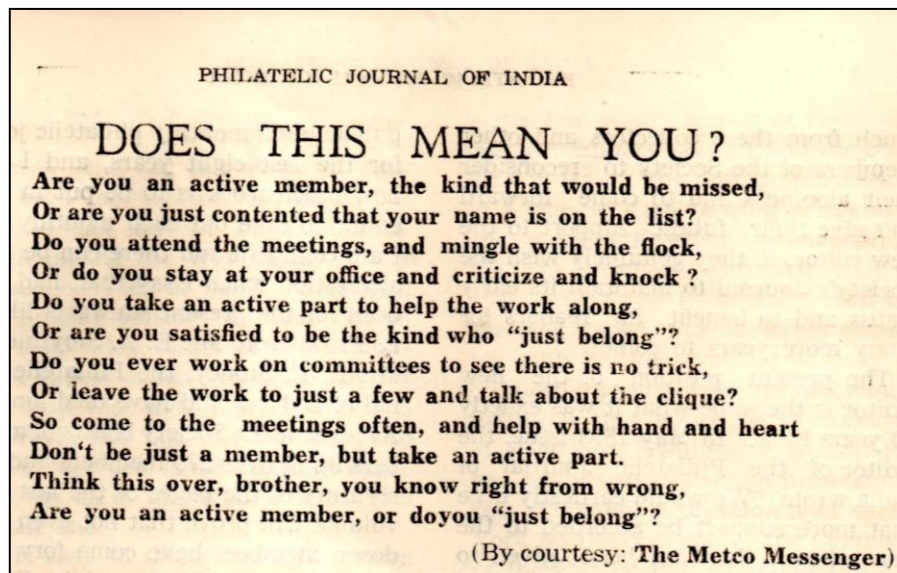 PHILATELIC JOURNAL OF INDIA
DOES THIS MEAN YOU?
Are you an active member, the kind that would be missed,
Or are you just contented that your name is on the list?
Do you attend the meetings, and mingle with the flock,
Or do you stay at your office and criticize and knock?
Do you take an active part to help the work along,
Or are you satisfied to be the kind who "just belong"?
Do you ever work on committees to see there is no trick,
Or leave the work to just a few and talk about the clique?
So come to the meetings often, and help with hand and heart
Don't be just a member, but take an active part.
Think this over, brother, you know right from wrong,
Are you an active member, or doyou "just belong"?
(By courtesy: The Metco Messenger)